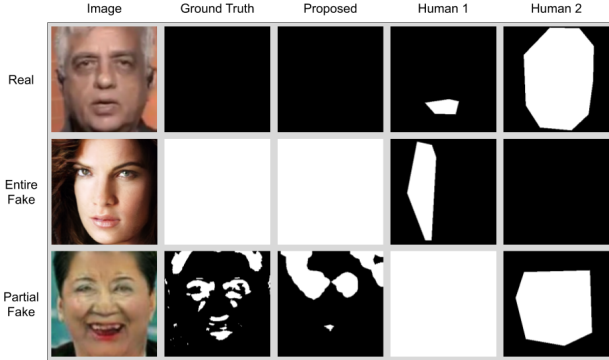 Image Ground Truth Proposed Human 1 Human 2
Real
Entire
Fake
Partial
Fake